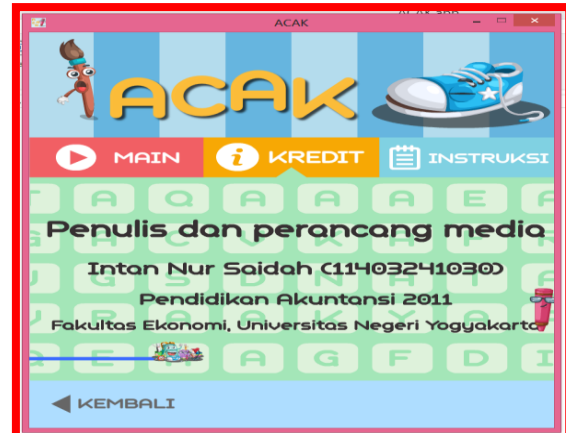 ACAK
ACAK
MAIN
i KREDIT
INSTRUKSI
Penulis dan perancang media
Intan Nur Saidah (11403241030)
Pendidikan Akuntansi 2011
Fakultas Ekonomi, Universitas Negeri Yogyakarta
KEMBALI